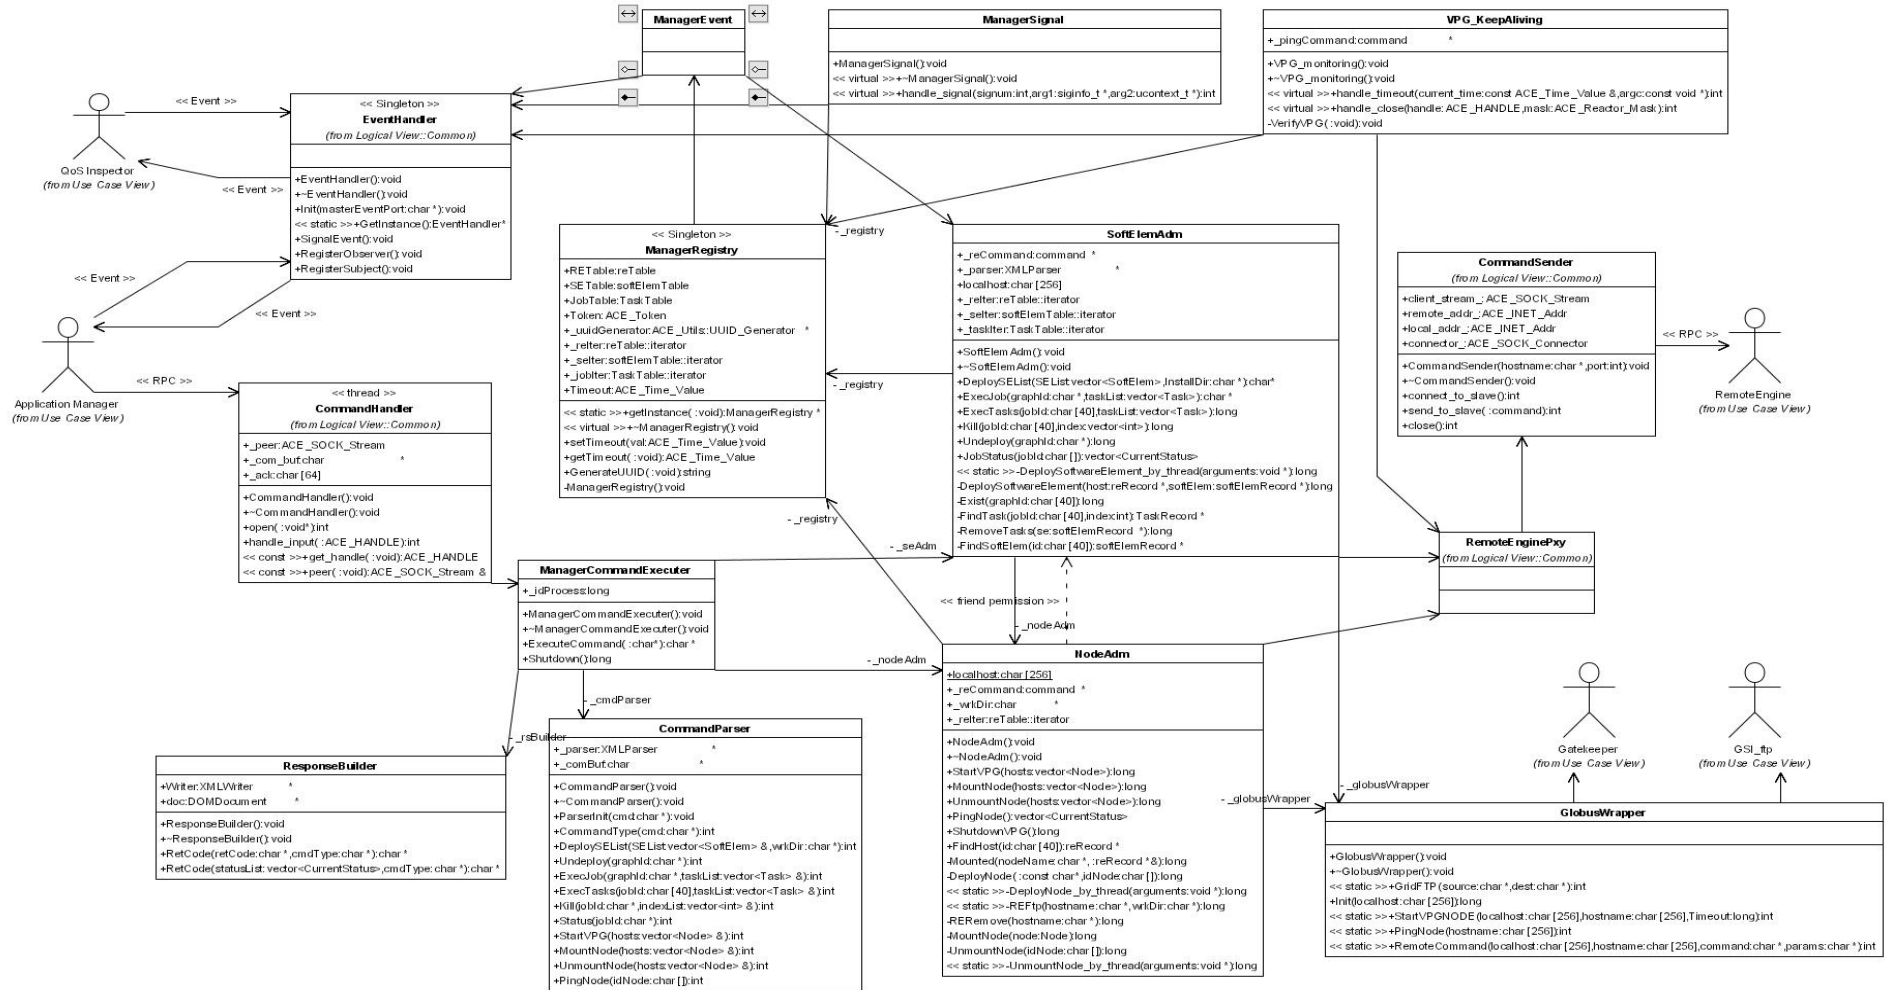 ManagerEvent
ManagerSignal
+ManagerSignal():void
<< virtual >>+~ManagerSignal():void
<< virtual >>+handle_signal(signum:int,arg1:siginfo_t *,arg2:ucontext_t *):int
VPG_KeepAliving
+_pingCommand:command *
+VPG_monitoring():void
+~VPG_monitoring():void
<< virtual >>+handle_timeout(current_time:const ACE_Time_Value &,argc:const void *):int
<< virtual >>+handle_close(handle:ACE_HANDLE,mask:ACE_Reactor_Mask):int
-VerifyVPG( :void):void
<< Event >>
QoS Inspector
(from Use Case View)
<< Event >>
<< Singleton >>
EventHandler
(from Logical View::Common)
+EventHandler():void
+~EventHandler():void
+Init(masterEventPort:char *):void
<< static >>+GetInstance():EventHandler*
+SignalEvent():void
+RegisterObserver():void
+RegisterSubject():void
<< Event >>
<< Event >>
Application Manager
(from Use Case View)
<< RPC >>
<< Singleton >>
ManagerRegistry
+RETable:reTable
+SETable:softElemTable
+JobTable:TaskTable
+Token:ACE_Token
+_uuidGenerator:ACE_Utils::UUID_Generator *
+_reIter:reTable::iterator
+_seIter:softElemTable::iterator
+_jobIter:TaskTable::iterator
+Timeout:ACE_Time_Value
<< static >>+getInstance( :void):ManagerRegistry *
<< virtual >>+~ManagerRegistry():void
+setTimeout(val:ACE_Time_Value):void
+getTimeout( :void):ACE_Time_Value
+GenerateUUID( :void):string
-ManagerRegistry():void
- _registry
- _registry
- _registry
SoftElemAdm
+_reCommand:command *
+_parser:XMLParser *
+localhost:char [256]
+_reIter:reTable::iterator
+_seIter:softElemTable::iterator
+_taskIter:TaskTable::iterator
+SoftElemAdm():void
+~SoftElemAdm():void
+DeploySEList(SEList:vector<SoftElem>,InstallDir:char *):char*
+ExecJob(graphId:char *,taskList:vector<Task>):char *
+ExecTasks(jobId:char [40],taskList:vector<Task>):long
+Kill(jobId:char [40],index:vector<int>):long
+Undeploy(graphId:char *):long
+JobStatus(jobId:char []):vector<CurrentStatus>
<< static >>-DeploySoftwareElement_by_thread(arguments:void *):long
-DeploySoftwareElement(host:reRecord *,softElem:softElemRecord *):long
-Exist(graphId:char [40]):long
-FindTask(jobId:char [40],index:int):TaskRecord *
-RemoveTasks(se:softElemRecord *):long
-FindSoftElem(id:char [40]):softElemRecord *
CommandSender
(from Logical View::Common)
+client_stream_:ACE_SOCK_Stream
+remote_addr_:ACE_INET_Addr
+local_addr_:ACE_INET_Addr
+connector_:ACE_SOCK_Connector
+CommandSender(hostname:char *,port:int):void
+~CommandSender():void
+connect_to_slave():int
+send_to_slave( :command):int
+close():int
<< RPC >>
RemoteEngine
(from Use Case View)
<< thread >>
CommandHandler
(from Logical View::Common)
+_peer:ACE_SOCK_Stream
+_com_buf:char *
+_ack:char [64]
+CommandHandler():void
+~CommandHandler():void
+open( :void*):int
+handle_input( :ACE_HANDLE):int
<< const >>+get_handle( :void):ACE_HANDLE
<< const >>+peer( :void):ACE_SOCK_Stream &
RemoteEnginePxy
(from Logical View::Common)
- _seAdm
ManagerCommandExecuter
+_idProcess:long
+ManagerCommandExecuter():void
+~ManagerCommandExecuter():void
+ExecuteCommand( :char*):char *
+Shutdown():long
<< friend permission >>
- _nodeAdm
- _nodeAdm
- _cmdParser
- _rsBuilder
ResponseBuilder
+Writer:XMLWriter *
+doc:DOMDocument *
+ResponseBuilder():void
+~ResponseBuilder():void
+RetCode(retCode:char *,cmdType:char *):char *
+RetCode(statusList:vector<CurrentStatus>,cmdType:char *):char *
CommandParser
+_parser:XMLParser *
+_comBuf:char *
+CommandParser():void
+~CommandParser():void
+ParserInit(cmd:char *):void
+CommandType(cmd:char *):int
+DeploySEList(SEList:vector<SoftElem> &,wrkDir:char *):int
+Undeploy(graphId:char *):int
+ExecJob(graphId:char *,taskList:vector<Task> &):int
+ExecTasks(jobId:char [40],taskList:vector<Task> &):int
+Kill(jobId:char *,indexList:vector<int> &):int
+Status(jobId:char *):int
+StartVPG(hosts:vector<Node> &):int
+MountNode(hosts:vector<Node> &):int
+UnmountNode(hosts:vector<Node> &):int
+PingNode(idNode:char []):int
NodeAdm
+localhost:char [256]
+_reCommand:command *
+_wrkDir:char *
+_reIter:reTable::iterator
+NodeAdm():void
+~NodeAdm():void
+StartVPG(hosts:vector<Node>):long
+MountNode(hosts:vector<Node>):long
+UnmountNode(hosts:vector<Node>):long
+PingNode():vector<CurrentStatus>
+ShutdownVPG():long
+FindHost(id:char [40]):reRecord *
-Mounted(nodeName:char *, :reRecord *&):long
-DeployNode( :const char *,idNode:char []):long
<< static >>-DeployNode_by_thread(arguments:void *):long
<< static >>-REFtp(hostname:char *,wrkDir:char *):long
-RERemove(hostname:char *):long
-MountNode(node:Node):long
-UnmountNode(idNode:char []):long
<< static >>-UnmountNode_by_thread(arguments:void *):long
Gatekeeper
(from Use Case View)
GSI_ftp
(from Use Case View)
- _globusWrapper
- _globusWrapper
GlobusWrapper
+GlobusWrapper():void
+~GlobusWrapper():void
<< static >>+GridFTP(source:char *,dest:char *):int
+Init(localhost:char [256]):long
<< static >>+StartVPGNODE(localhost:char [256],hostname:char [256],Timeout:long):int
<< static >>+PingNode(hostname:char [256]):int
<< static >>+RemoteCommand(localhost:char [256],hostname:char [256],command:char *,params:char *):int